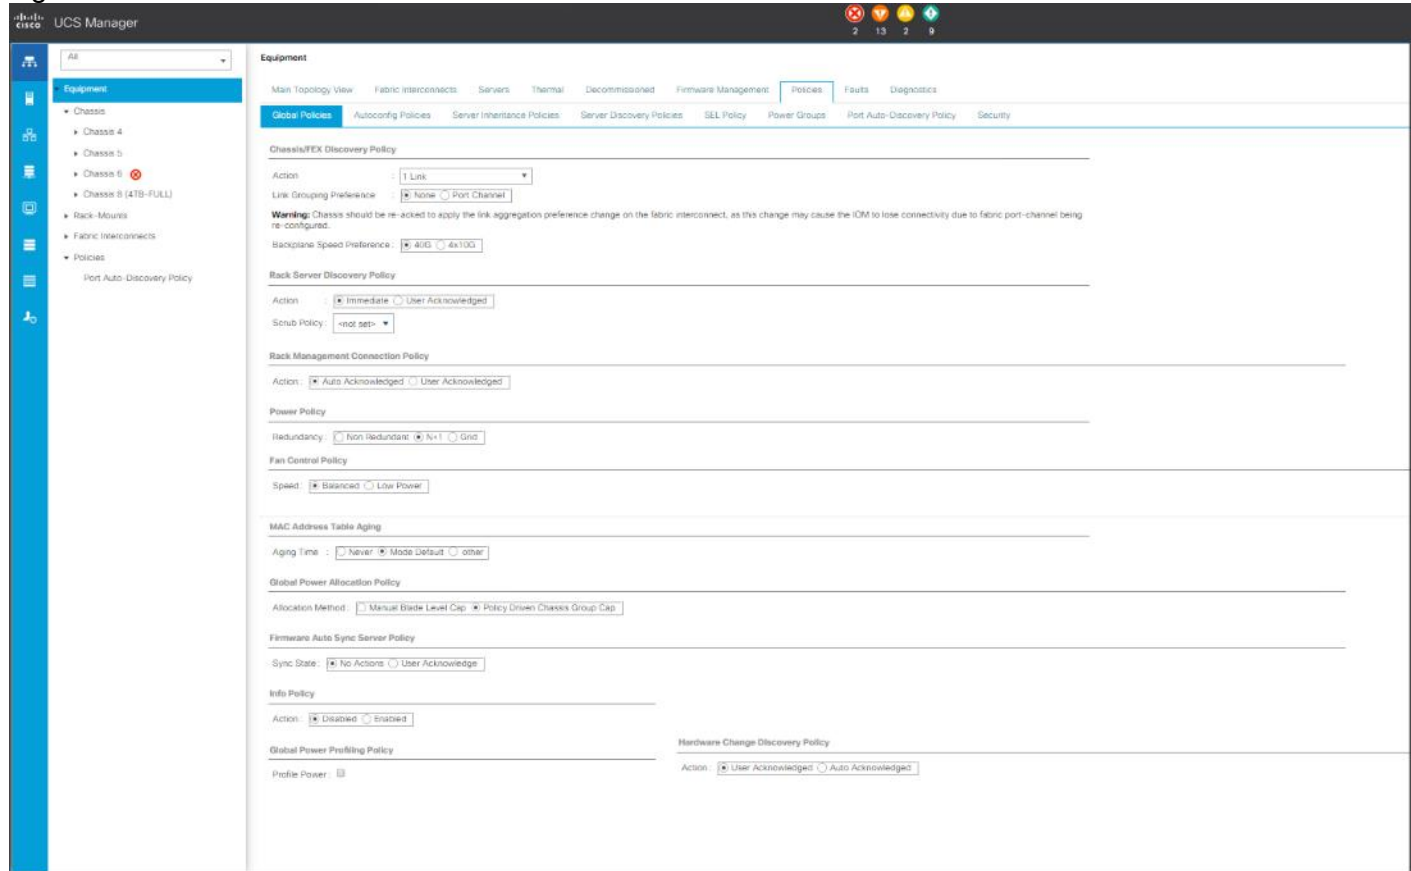 cisco UCS Manager
2 13 2 9
All
Equipment
Chassis
Chassis 4
Chassis 5
Chassis 6
Chassis 8 (4TB-FULL)
Rack-Mounts
Fabric Interconnects
Policies
Port Auto-Discovery Policy
Equipment
Main Topology View Fabric Interconnects Servers Thermal Decommissioned Firmware Management Policies Faults Diagnostics
Global Policies Autoconfig Policies Server Inheritance Policies Server Discovery Policies SEL Policy Power Groups Port Auto-Discovery Policy Security
Chassis/FEX Discovery Policy
Action : 1 Link
Link Grouping Preference : None Port Channel
Warning: Chassis should be re-acked to apply the link aggregation preference change on the fabric interconnect, as this change may cause the IOM to lose connectivity due to fabric port-channel being
re-configured.
Backplane Speed Preference : 40G 4x10G
Rack Server Discovery Policy
Action : Immediate User Acknowledged
Scrub Policy : <not set>
Rack Management Connection Policy
Action : Auto Acknowledged User Acknowledged
Power Policy
Redundancy : Non Redundant N+1 Grid
Fan Control Policy
Speed : Balanced Low Power
MAC Address Table Aging
Aging Time : Never Mode Default other
Global Power Allocation Policy
Allocation Method : Manual Blade Level Cap Policy Driven Chassis Group Cap
Firmware Auto Sync Server Policy
Sync State : No Actions User Acknowledge
Info Policy
Action : Disabled Enabled
Global Power Profiling Policy
Profile Power :
Hardware Change Discovery Policy
Action : User Acknowledged Auto Acknowledged